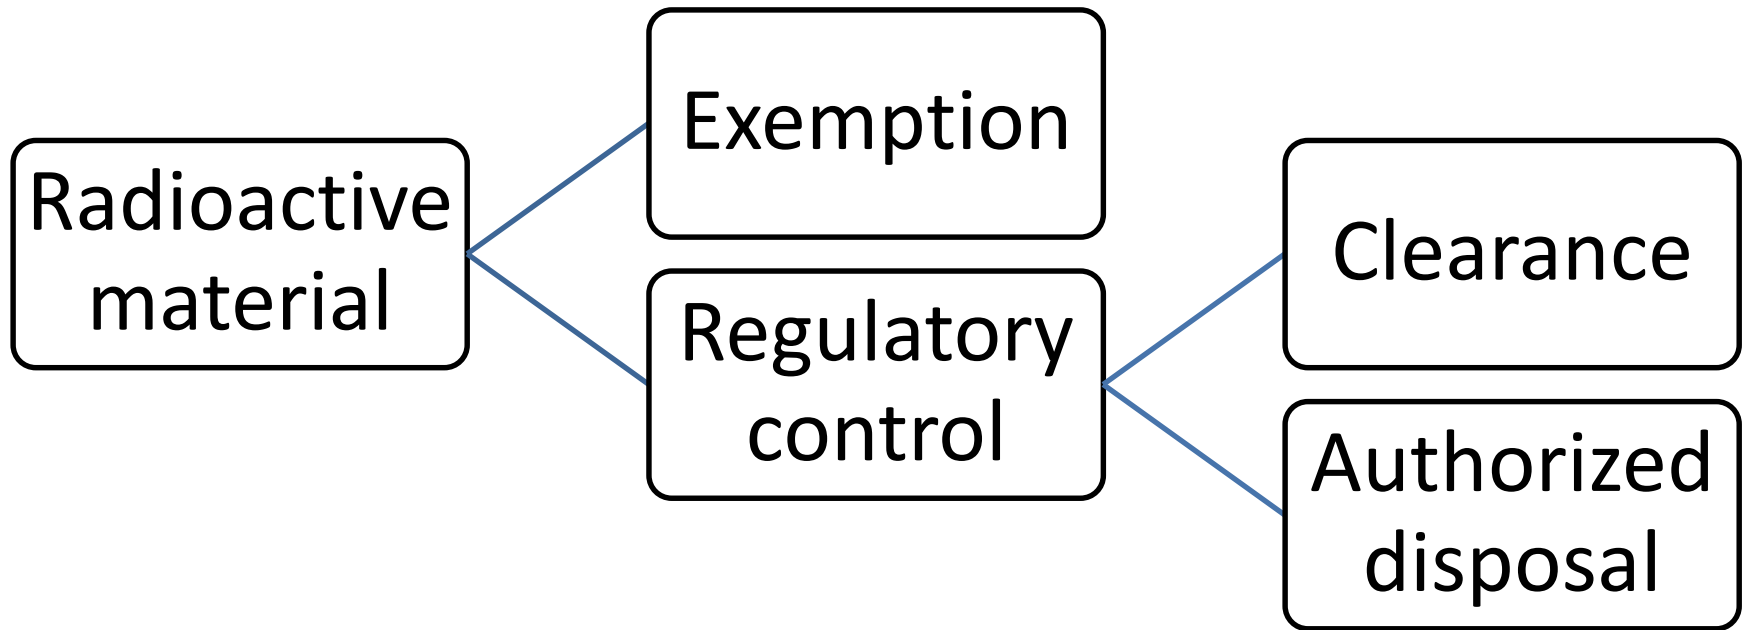 Radioactive
material
Exemption
Regulatory
control
Clearance
Authorized
disposal